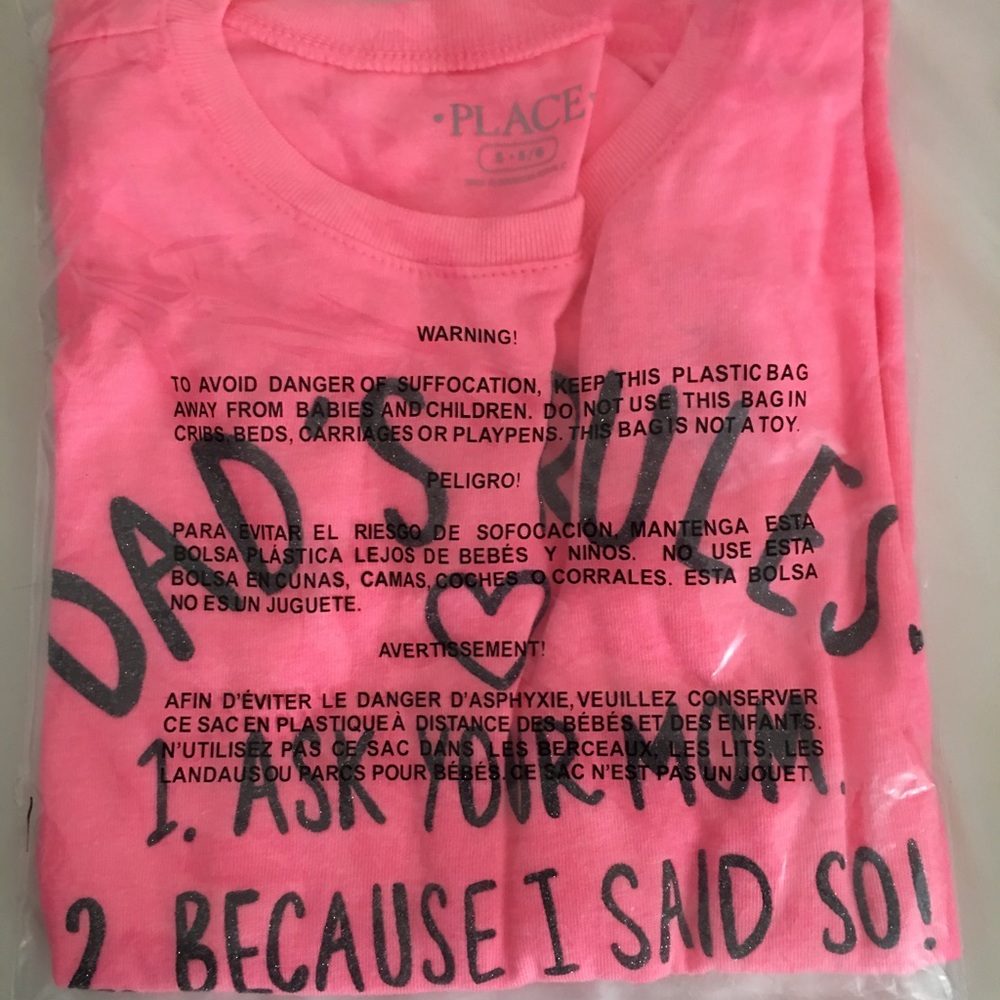 PLACE
WARNING!
TO AVOID DANGER OF SUFFOCATION, KEEP THIS PLASTIC BAG
AWAY FROM BABIES AND CHILDREN. DO NOT USE THIS BAG IN
CRIBS, BEDS, CARRIAGES OR PLAYPENS. THIS BAG IS NOT A TOY.
DAD'S RULES.
PELIGRO!
PARA EVITAR EL RIESGO DE SOFOCACIÓN, MANTENGA ESTA
BOLSA PLÁSTICA LEJOS DE BEBÉS Y NIÑOS. NO USE ESTA
BOLSA EN CUNAS, CAMAS, COCHES O CORRALES. ESTA BOLSA
NO ES UN JUGUETE.
AVERTISSEMENT!
AFIN D'ÉVITER LE DANGER D'ASPHYXIE, VEUILLEZ CONSERVER
CE SAC EN PLASTIQUE À DISTANCE DES BÉBÉS ET DES ENFANTS.
N'UTILISEZ PAS CE SAC DANS LES BERCEAUX, LES LITS, LES
LANDAUS OU PARCS POUR BÉBÉS. CE SAC N'EST PAS UN JOUET.
1. ASK YOUR MOM.
2. BECAUSE I SAID SO!